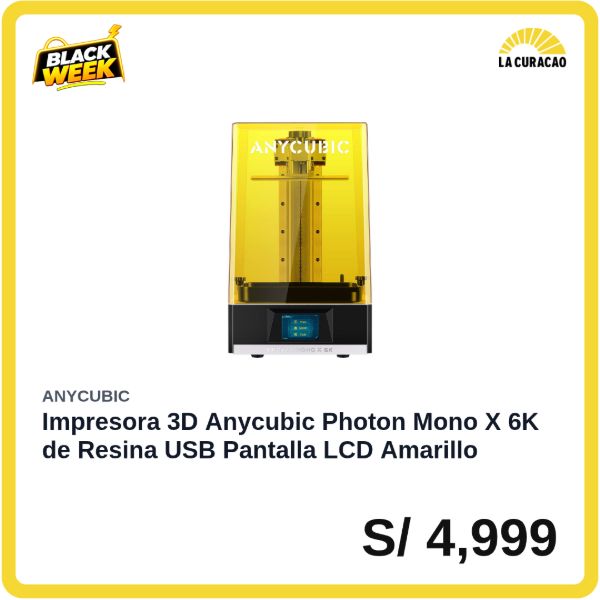 BLACK
WEEK
LA CURACAO
ANYCUBIC
ANYCUBIC
Impresora 3D Anycubic Photon Mono X 6K
de Resina USB Pantalla LCD Amarillo
S/ 4,999